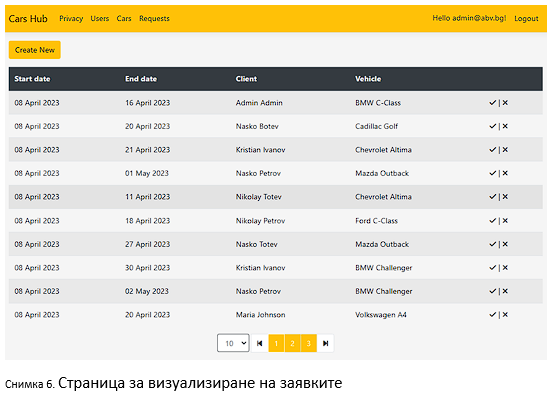 Cars Hub Privacy Users Cars Requests Hello admin@abv.bg! Logout
Create New
Start date End date Client Vehicle
08 April 2023 16 April 2023 Admin Admin BMW C-Class ✓ | ✕
08 April 2023 20 April 2023 Nasko Botev Cadillac Golf ✓ | ✕
08 April 2023 21 April 2023 Kristian Ivanov Chevrolet Altima ✓ | ✕
08 April 2023 01 May 2023 Nasko Petrov Mazda Outback ✓ | ✕
08 April 2023 11 April 2023 Nikolay Totev Chevrolet Altima ✓ | ✕
08 April 2023 18 April 2023 Nikolay Petrov Ford C-Class ✓ | ✕
08 April 2023 27 April 2023 Nasko Totev Mazda Outback ✓ | ✕
08 April 2023 30 April 2023 Kristian Ivanov BMW Challenger ✓ | ✕
08 April 2023 02 May 2023 Nasko Petrov BMW Challenger ✓ | ✕
08 April 2023 20 April 2023 Maria Johnson Volkswagen A4 ✓ | ✕
10 1 2 3
Снимка 6. Страница за визуализиране на заявките